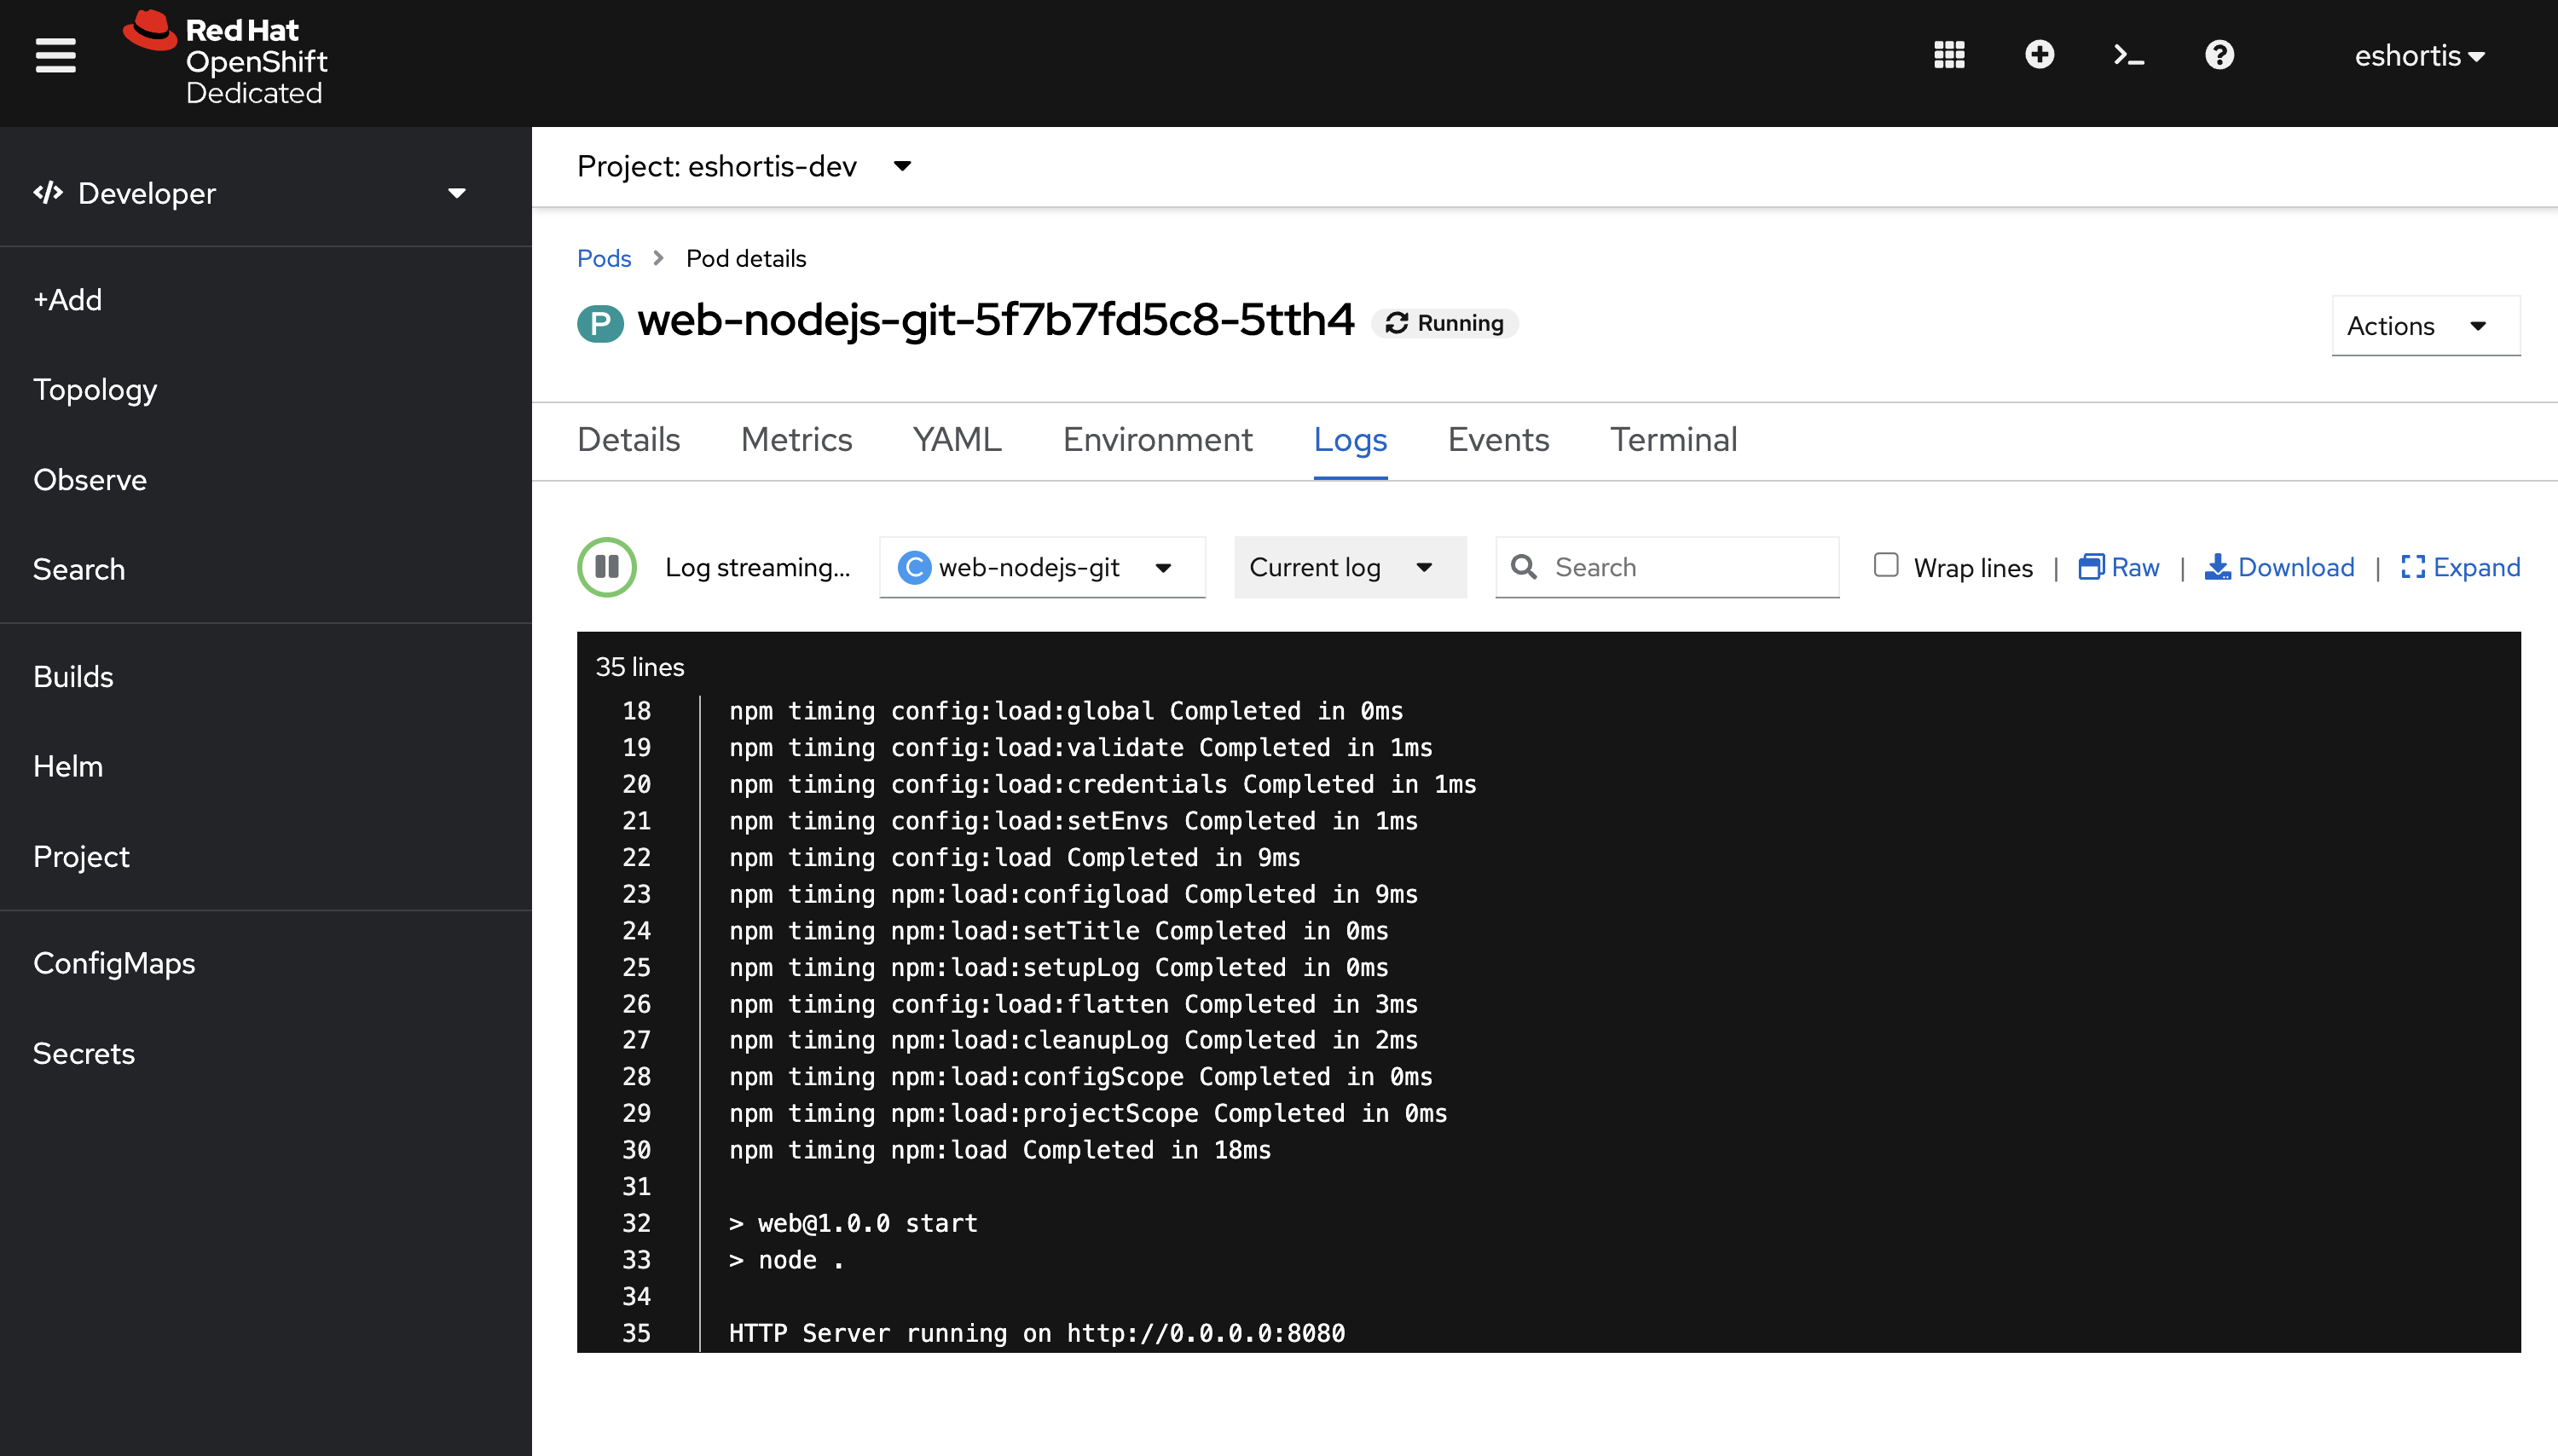 Red Hat
OpenShift
Dedicated
eshortis
Developer
+Add
Topology
Observe
Search
Builds
Helm
Project
ConfigMaps
Secrets
Project: eshortis-dev
Pods > Pod details
P web-nodejs-git-5f7b7fd5c8-5tth4 Running
Actions
Details Metrics YAML Environment Logs Events Terminal
Log streaming... C web-nodejs-git Current log Search Wrap lines | Raw | Download | Expand
35 lines
18 npm timing config:load:global Completed in 0ms
19 npm timing config:load:validate Completed in 1ms
20 npm timing config:load:credentials Completed in 1ms
21 npm timing config:load:setEnvs Completed in 1ms
22 npm timing config:load Completed in 9ms
23 npm timing npm:load:configload Completed in 9ms
24 npm timing npm:load:setTitle Completed in 0ms
25 npm timing npm:load:setupLog Completed in 0ms
26 npm timing config:load:flatten Completed in 3ms
27 npm timing npm:load:cleanupLog Completed in 2ms
28 npm timing npm:load:configScope Completed in 0ms
29 npm timing npm:load:projectScope Completed in 0ms
30 npm timing npm:load Completed in 18ms
31
32 > web@1.0.0 start
33 > node .
34
35 HTTP Server running on http://0.0.0.0:8080